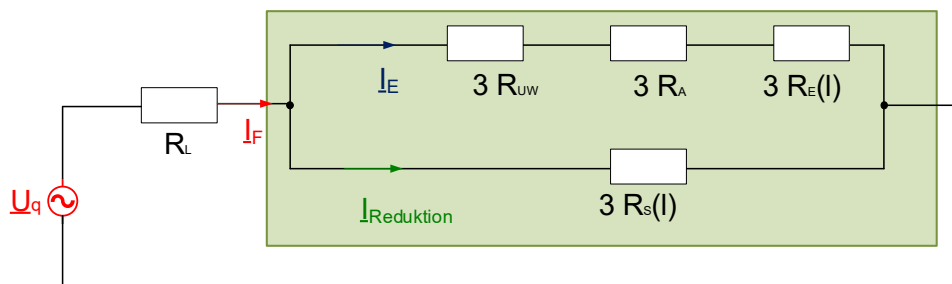 I_E
3 R_UW
3 R_A
3 R_E(l)
R_L
I_F
U_q
3 R_S(l)
I_Reduktion